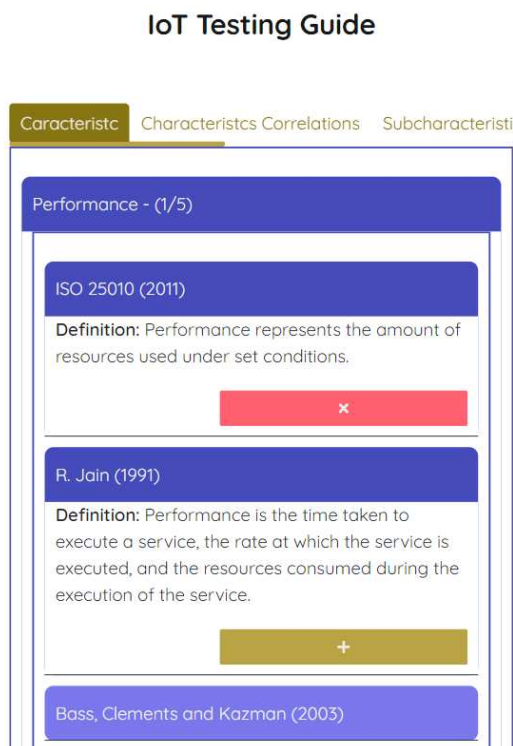 IoT Testing Guide
Caracteristc Characteristcs Correlations Subcharacteristi
Performance - (1/5)
ISO 25010 (2011)
Definition: Performance represents the amount of
resources used under set conditions.
×
R. Jain (1991)
Definition: Performance is the time taken to
execute a service, the rate at which the service is
executed, and the resources consumed during the
execution of the service.
+
Bass, Clements and Kazman (2003)